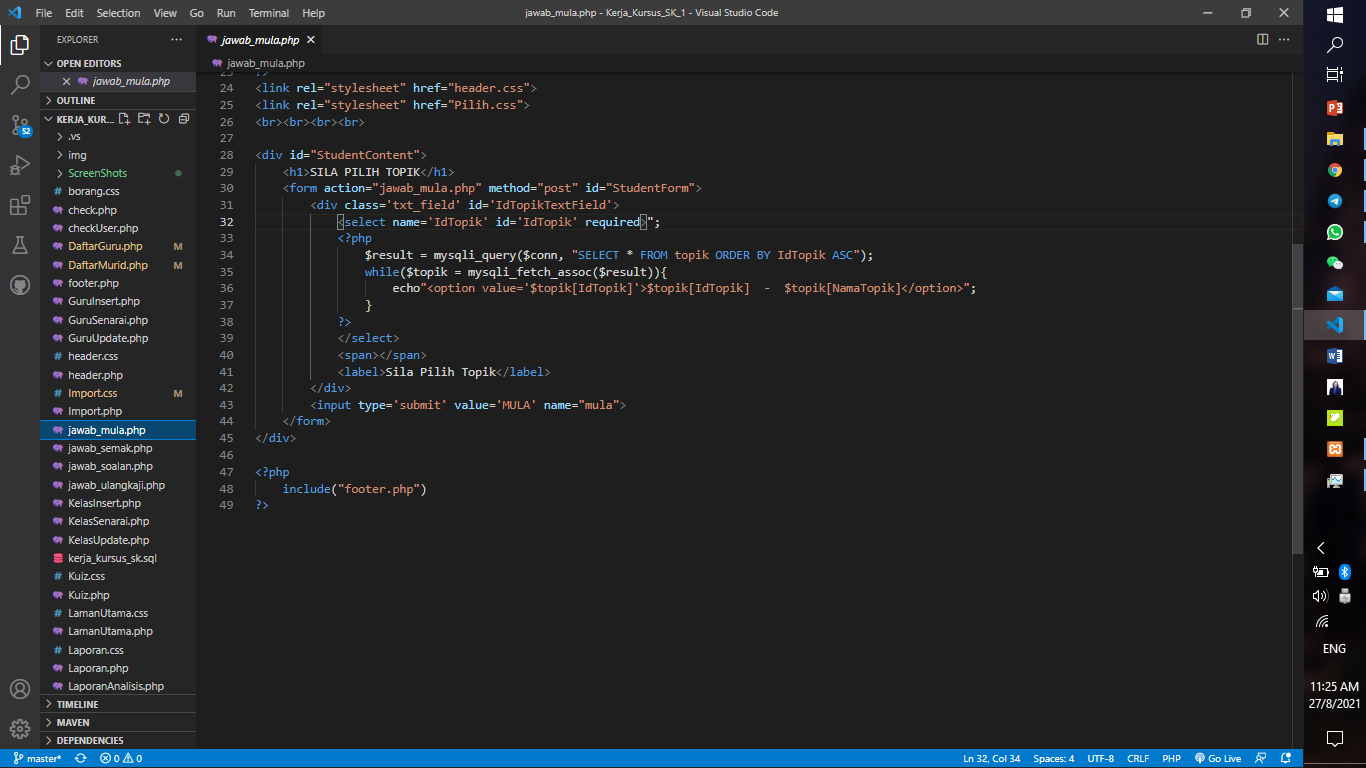 File Edit Selection View Go Run Terminal Help
jawab_mula.php - Kerja_Kursus_SK_1 - Visual Studio Code
EXPLORER
OPEN EDITORS
jawab_mula.php
OUTLINE
KERJA_KUR...
.vs
img
ScreenShots
borang.css
check.php
checkUser.php
DaftarGuru.php M
DaftarMurid.php M
footer.php
GuruInsert.php
GuruSenarai.php
GuruUpdate.php
header.css
header.php
Import.css M
Import.php
jawab_mula.php
jawab_semak.php
jawab_soalan.php
jawab_ulangkaji.php
KelasInsert.php
KelasSenarai.php
KelasUpdate.php
kerja_kursus_sk.sql
Kuiz.css
Kuiz.php
LamanUtama.css
LamanUtama.php
Laporan.css
Laporan.php
LaporanAnalisis.php
TIMELINE
MAVEN
DEPENDENCIES
52
jawab_mula.php
jawab_mula.php
23 ?>
24 <link rel="stylesheet" href="header.css">
25 <link rel="stylesheet" href="Pilih.css">
26 <br><br><br><br>
27
28 <div id="StudentContent">
29 <h1>SILA PILIH TOPIK</h1>
30 <form action="jawab_mula.php" method="post" id="StudentForm">
31 <div class='txt_field' id='IdTopikTextField'>
32 <select name='IdTopik' id='IdTopik' required>";
33 <?php
34 $result = mysqli_query($conn, "SELECT * FROM topik ORDER BY IdTopik ASC");
35 while($topik = mysqli_fetch_assoc($result)){
36 echo"<option value='$topik[IdTopik]'>$topik[IdTopik]  -  $topik[NamaTopik]</option>";
37 }
38 ?>
39 </select>
40 <span></span>
41 <label>Sila Pilih Topik</label>
42 </div>
43 <input type='submit' value='MULA' name="mula">
44 </form>
45 </div>
46
47 <?php
48 include("footer.php")
49 ?>
master* 0 0
Ln 32, Col 34 Spaces: 4 UTF-8 CRLF PHP Go Live
ENG
11:25 AM
27/8/2021